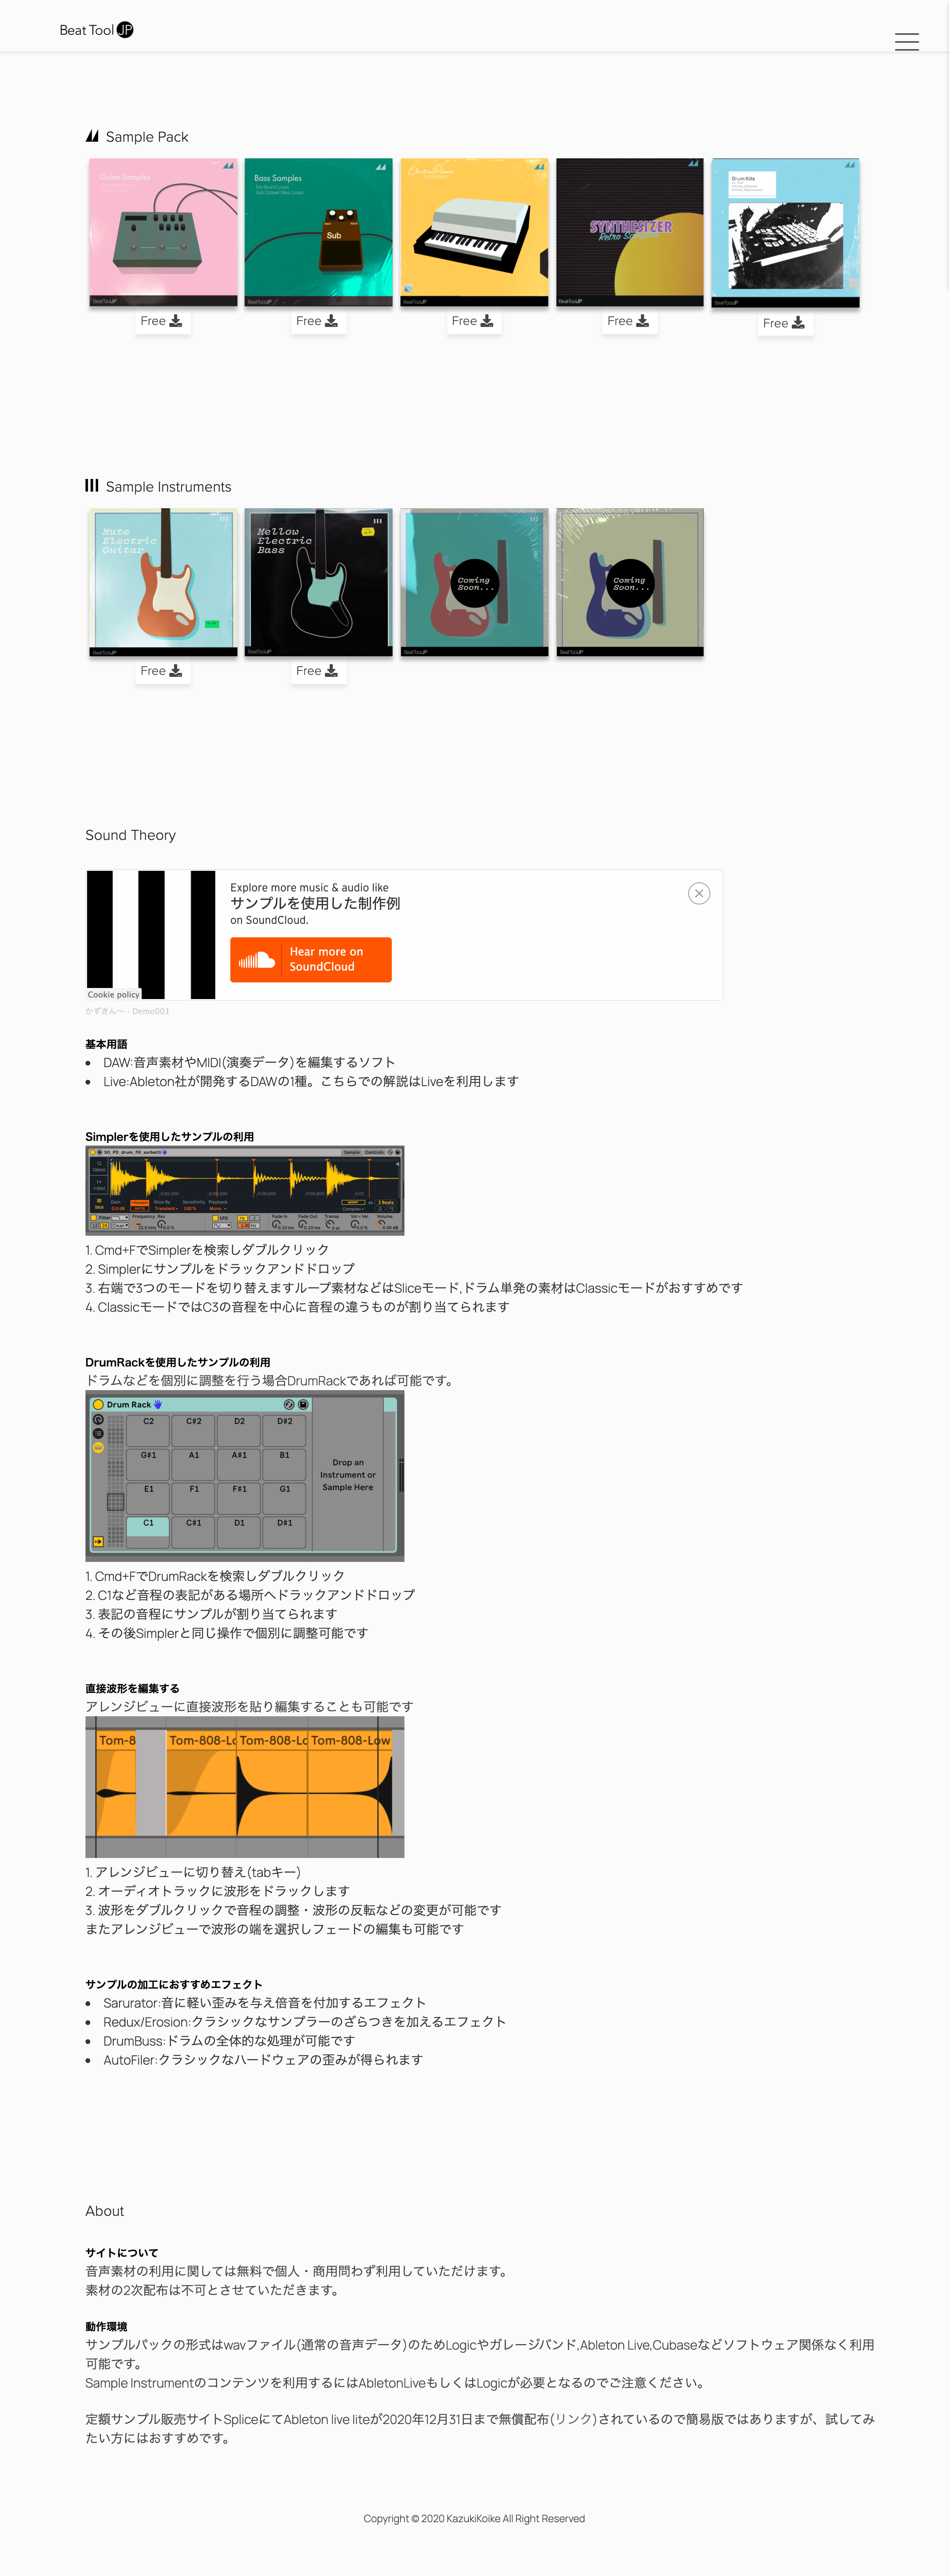 Beat Tool JP
Sample Pack
Guitar Samples
BeatToolJP
Free
Bass Samples
Sub
BeatToolJP
Free
Electric Piano
Samples
BeatToolJP
Free
SYNTHESIZER
BeatToolJP
Free
Drum Kits
BeatToolJP
Free
Sample Instruments
Mute
Electric
Guitar
BeatToolJP
Free
Mellow
Electric
Bass
BeatToolJP
Free
Coming
Soon...
BeatToolJP
Coming
Soon...
BeatToolJP
Sound Theory
Explore more music & audio like
サンプルを使用した制作例
on SoundCloud.
Hear more on
SoundCloud
Cookie policy
かずきん〜 - Demo001
基本用語
DAW:音声素材やMIDI(演奏データ)を編集するソフト
Live:Ableton社が開発するDAWの1種。こちらでの解説はLiveを利用します
Simplerを使用したサンプルの利用
SO_PD_drum_fill_sorbetti
Sample Controls
Slice
Gain
Slice By
Sensitivity
Playback
0.0 dB
Transient
100 %
Mono
Filter
Frequency
Res
LFO
Fade In
Fade Out
Transp
Vol < Vel
Volume
1. Cmd+FでSimplerを検索しダブルクリック
2. Simplerにサンプルをドラックアンドドロップ
3. 右端で3つのモードを切り替えますループ素材などはSliceモード,ドラム単発の素材はClassicモードがおすすめです
4. ClassicモードではC3の音程を中心に音程の違うものが割り当てられます
DrumRackを使用したサンプルの利用
ドラムなどを個別に調整を行う場合DrumRackであれば可能です。
Drum Rack
C2 C#2 D2 D#2
G#1 A1 A#1 B1
E1 F1 F#1 G1
C1 C#1 D1 D#1
Drop an
Instrument or
Sample Here
1. Cmd+FでDrumRackを検索しダブルクリック
2. C1など音程の表記がある場所へドラックアンドドロップ
3. 表記の音程にサンプルが割り当てられます
4. その後Simplerと同じ操作で個別に調整可能です
直接波形を編集する
アレンジビューに直接波形を貼り編集することも可能です
Tom-8 Tom-808-Lo Tom-808-Lo Tom-808-Low
1. アレンジビューに切り替え(tabキー)
2. オーディオトラックに波形をドラックします
3. 波形をダブルクリックで音程の調整・波形の反転などの変更が可能です
またアレンジビューで波形の端を選択しフェードの編集も可能です
サンプルの加工におすすめエフェクト
Sarurator:音に軽い歪みを与え倍音を付加するエフェクト
Redux/Erosion:クラシックなサンプラーのざらつきを加えるエフェクト
DrumBuss:ドラムの全体的な処理が可能です
AutoFiler:クラシックなハードウェアの歪みが得られます
About
サイトについて
音声素材の利用に関しては無料で個人・商用問わず利用していただけます。
素材の2次配布は不可とさせていただきます。
動作環境
サンプルパックの形式はwavファイル(通常の音声データ)のためLogicやガレージバンド,Ableton Live,Cubaseなどソフトウェア関係なく利用
可能です。
Sample Instrumentのコンテンツを利用するにはAbletonLiveもしくはLogicが必要となるのでご注意ください。
定額サンプル販売サイトSpliceにてAbleton live liteが2020年12月31日まで無償配布(リンク)されているので簡易版ではありますが、試してみ
たい方にはおすすめです。
Copyright © 2020 KazukiKoike All Right Reserved